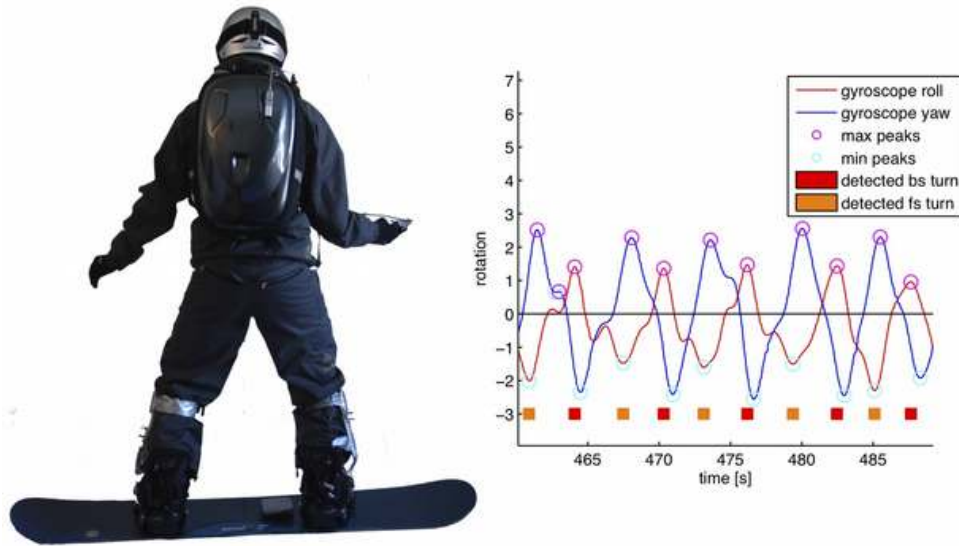 7
6
5
4
3
2
1
0
−1
−2
−3
rotation
gyroscope roll
gyroscope yaw
max peaks
min peaks
detected bs turn
detected fs turn
465 470 475 480 485
time [s]